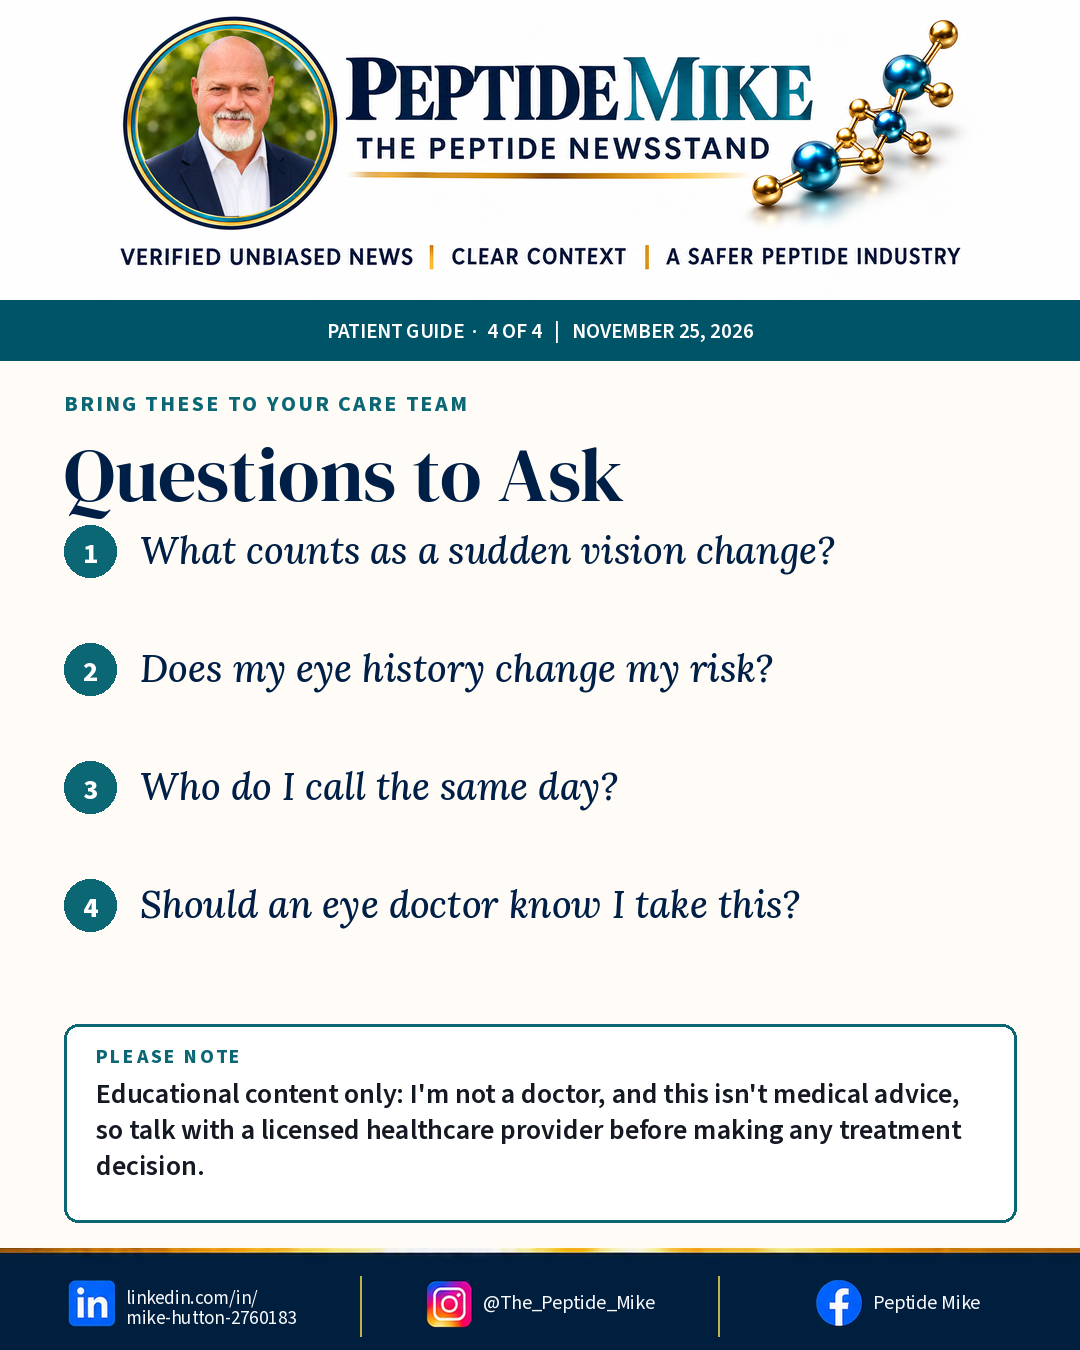 PEPTIDEMIKE
THE PEPTIDE NEWSSTAND
VERIFIED UNBIASED NEWS | CLEAR CONTEXT | A SAFER PEPTIDE INDUSTRY
PATIENT GUIDE · 4 OF 4 | NOVEMBER 25, 2026
BRING THESE TO YOUR CARE TEAM
Questions to Ask
1 What counts as a sudden vision change?
2 Does my eye history change my risk?
3 Who do I call the same day?
4 Should an eye doctor know I take this?
PLEASE NOTE
Educational content only: I'm not a doctor, and this isn't medical advice,
so talk with a licensed healthcare provider before making any treatment
decision.
in linkedin.com/in/
mike-hutton-2760183
@The_Peptide_Mike
f Peptide Mike